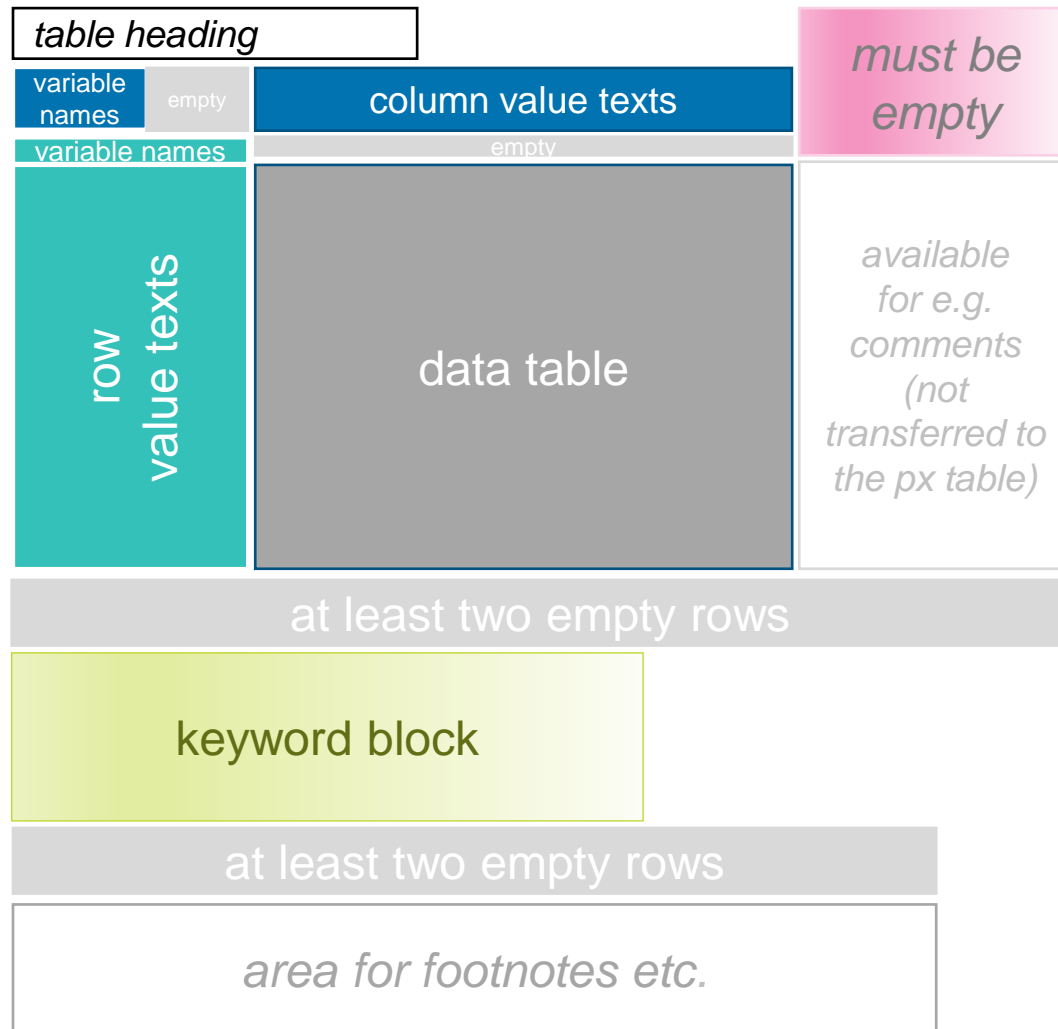 table heading
must be
empty
variable
names
empty
column value texts
variable names
empty
row
value texts
data table
available
for e.g.
comments
(not
transferred to
the px table)
at least two empty rows
keyword block
at least two empty rows
area for footnotes etc.